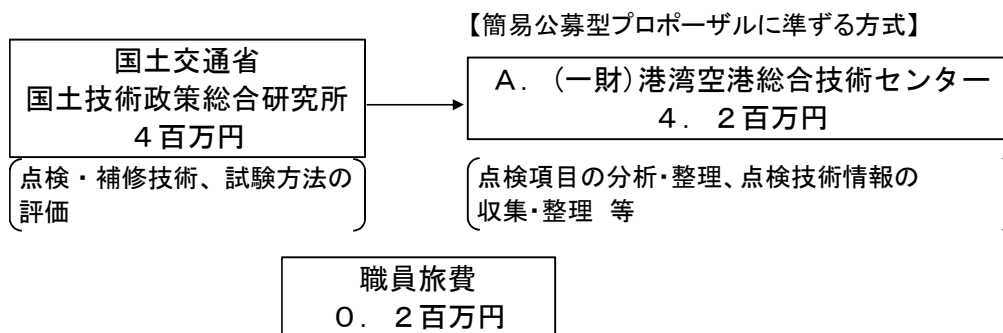 【簡易公募型プロポーザルに準ずる方式】
国土交通省
国土技術政策総合研究所
４百万円
A．（一財）港湾空港総合技術センター
４．２百万円
点検・補修技術、試験方法の
評価
点検項目の分析・整理、点検技術情報の
収集・整理 等
職員旅費
０．２百万円